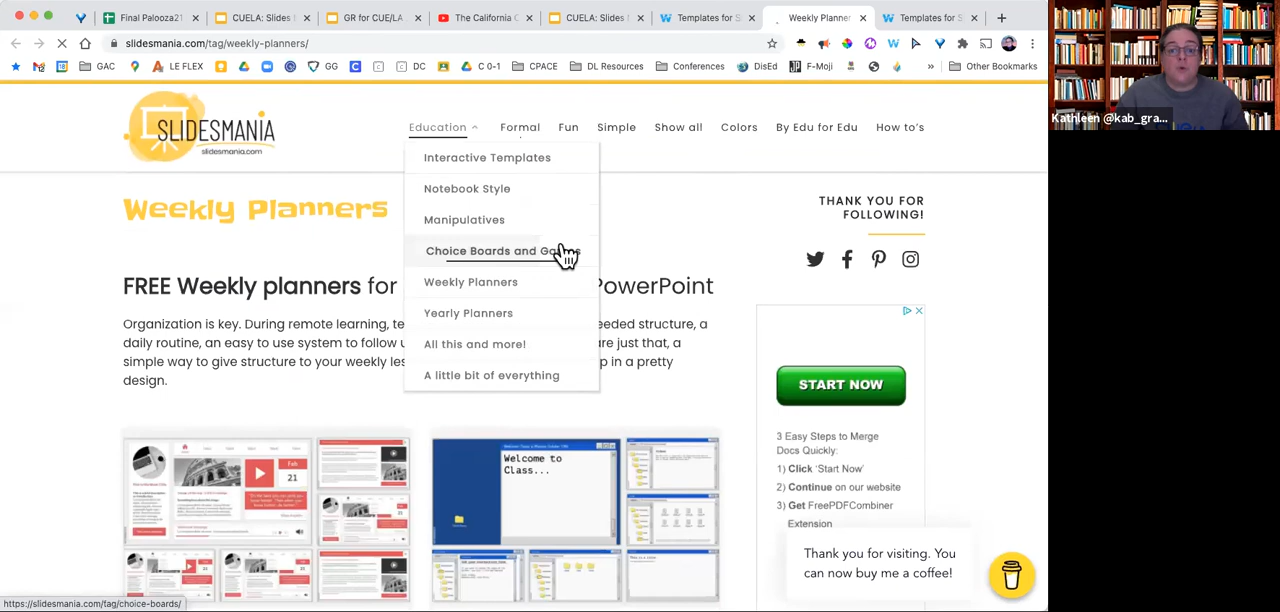 Final Palooza21
CUELA: Slides
GR for CUE/LA
The California C
CUELA: Slides
Templates for S
Weekly Planner
Templates for S
slidesmania.com/tag/weekly-planners/
GAC
LE FLEX
GG
DC
C 0-1
CPACE
DL Resources
Conferences
DisEd
F-Moji
»
Other Bookmarks
Kathleen @kab_gra...
SLIDESMANIA
slidesmania.com
Education
Formal
Fun
Simple
Show all
Colors
By Edu for Edu
How to's
Interactive Templates
Notebook Style
Manipulatives
Choice Boards and
Weekly Planners
Yearly Planners
All this and more!
A little bit of everything
Weekly Planners
FREE Weekly planners for PowerPoint
Organization is key. During remote learning, eeded structure, a
daily routine, an easy to use system to follow are just that, a
simple way to give structure to your weekly in a pretty
design.
THANK YOU FOR
FOLLOWING!
START NOW
3 Easy Steps to Merge
Docs Quickly:
1) Click 'Start Now'
2) Continue on our website
3) Get FreePDFCombiner
Extension
Feb
21
Welcome to
Class...
Thank you for visiting. You
can now buy me a coffee!
https://slidesmania.com/tag/choice-boards/